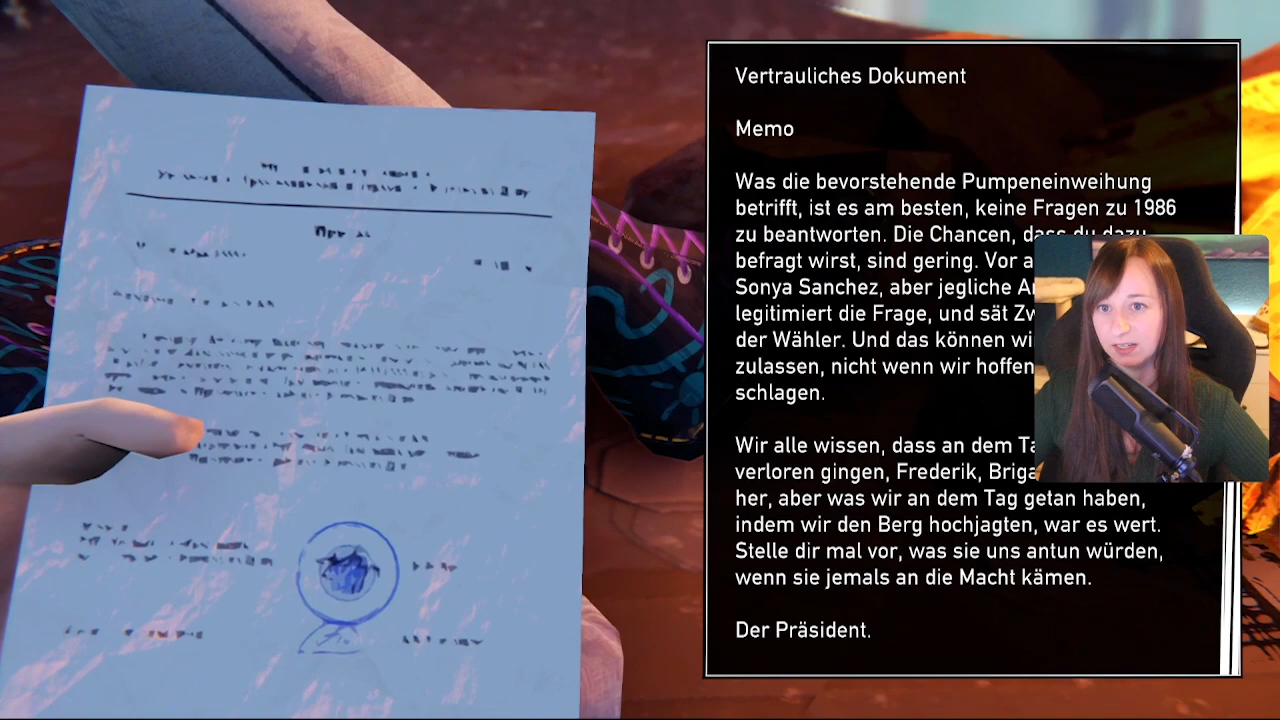 Vertrauliches Dokument
Memo
Was die bevorstehende Pumpeneinweihung
betrifft, ist es am besten, keine Fragen zu 1986
zu beantworten. Die Chancen, dass du dazu
befragt wirst, sind gering. Vor
Sonya Sanchez, aber jegliche
legitimiert die Frage, und sät
der Wähler. Und das können
zulassen, nicht wenn wir hoffen
schlagen.
Wir alle wissen, dass an dem
verloren gingen, Frederik,
her, aber was wir an dem Tag getan haben,
indem wir den Berg hochjagten, war es wert.
Stelle dir mal vor, was sie uns antun würden,
wenn sie jemals an die Macht kämen.
Der Präsident.